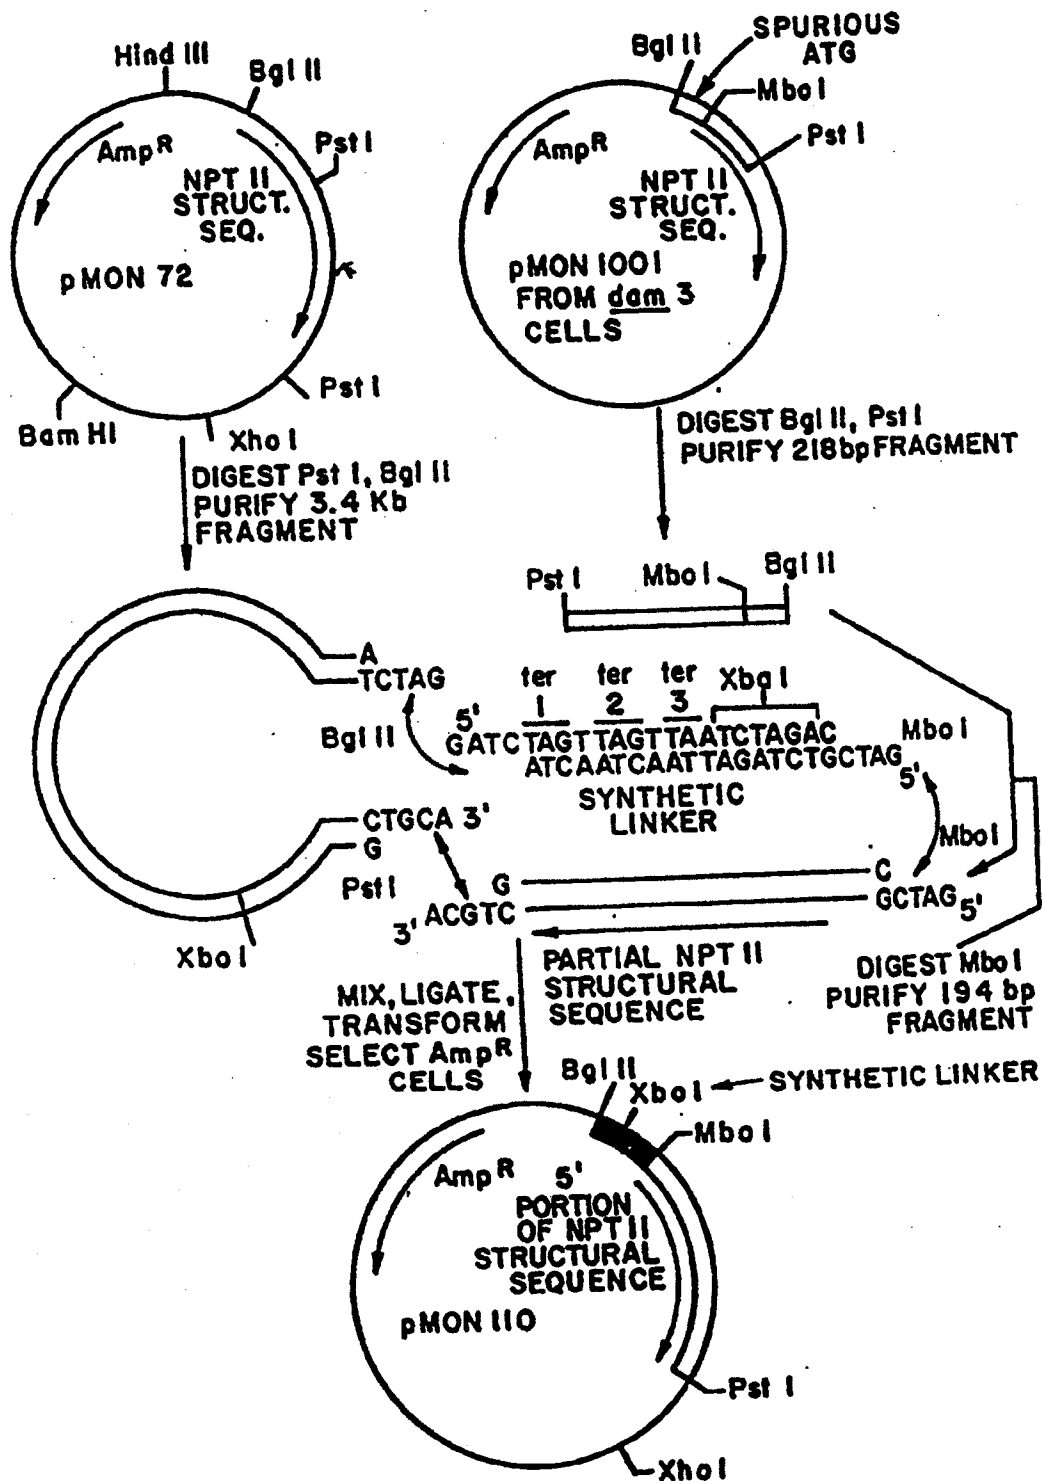 Hind III
Bgl II
Pst I
Amp R
NPT II
STRUCT.
SEQ.
pMON 72
Pst I
Bam HI
Xho I
DIGEST Pst I, Bgl II
PURIFY 3.4 Kb
FRAGMENT
SPURIOUS
ATG
Bgl II
Mbo I
Pst I
Amp R
NPT II
STRUCT.
SEQ.
pMON 1001
FROM dam 3
CELLS
DIGEST Bgl II, Pst I
PURIFY 218bp FRAGMENT
Pst I
Mbo I
Bgl II
A
TCTAG
Bgl II
ter
1
ter
2
ter
3
Xba I
5'
GATCTAGTTAGTTAATCTAGAC
ATCAATCAATTAGATCTGCTAG
5'
Mbo I
SYNTHETIC
LINKER
CTGCA 3'
G
Pst I
Xbo I
G
3' ACGTC
C
GCTAG 5'
Mbo I
PARTIAL NPT II
STRUCTURAL
SEQUENCE
DIGEST Mbo I
PURIFY 194 bp
FRAGMENT
MIX, LIGATE,
TRANSFORM
SELECT Amp R
CELLS
Bgl II
Xbo I
SYNTHETIC LINKER
Mbo I
Amp R
5'
PORTION
OF NPT II
STRUCTURAL
SEQUENCE
pMON 110
Pst I
Xho I